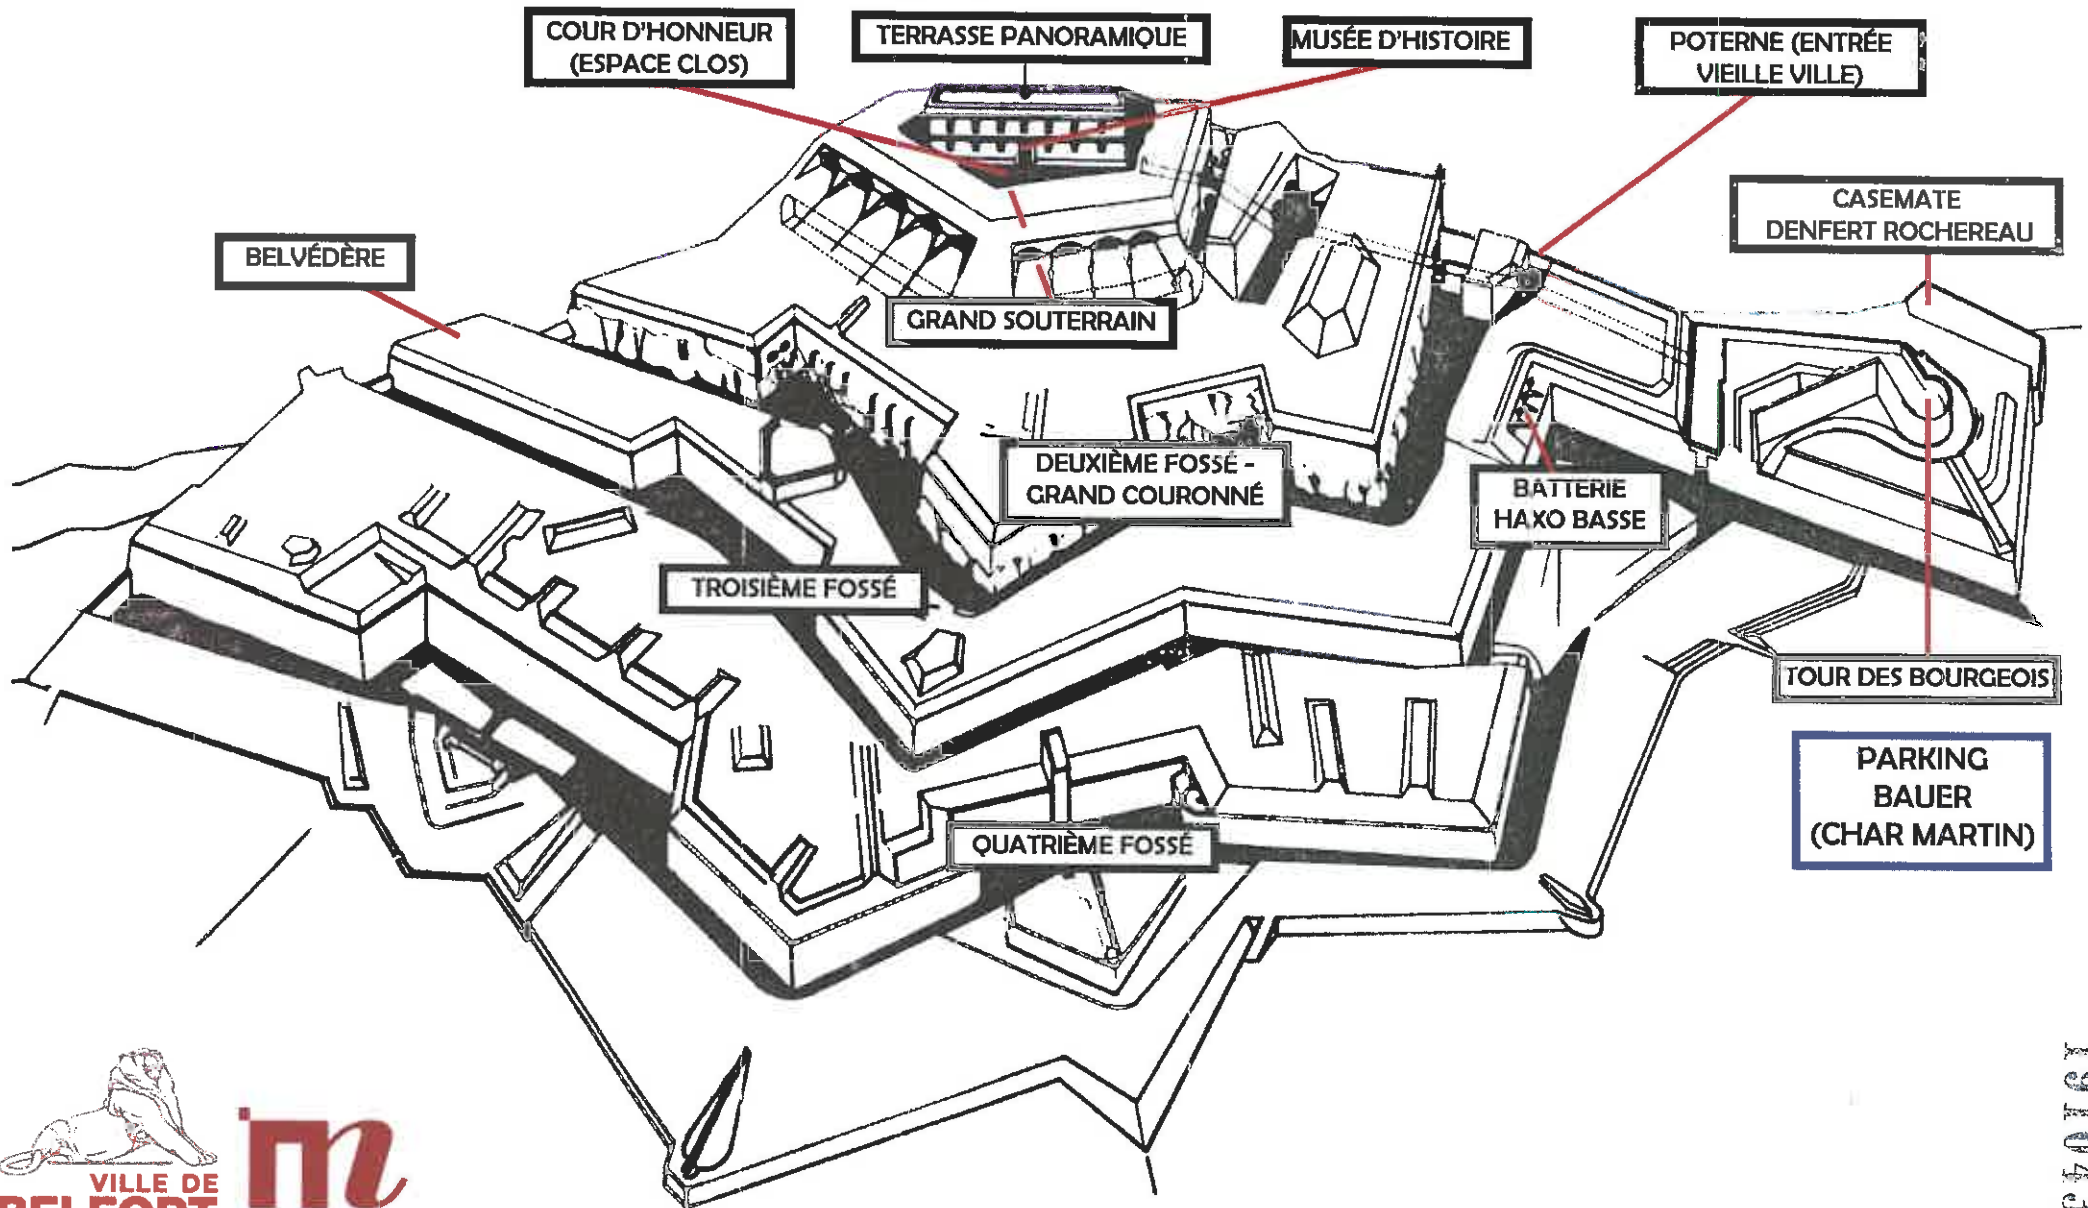 COUR D'HONNEUR
(ESPACE CLOS)
TERRASSE PANORAMIQUE
MUSÉE D'HISTOIRE
POTERNE (ENTRÉE
VIEILLE VILLE)
CASEMATE
DENFERT ROCHEREAU
BELVÉDÈRE
GRAND SOUTERRAIN
DEUXIÈME FOSSÉ -
GRAND COURONNÉ
BATTERIE
HAXO BASSE
TROISIÈME FOSSÉ
TOUR DES BOURGEOIS
PARKING
BAUER
(CHAR MARTIN)
QUATRIÈME FOSSÉ
VILLE DE
BELFORT
m